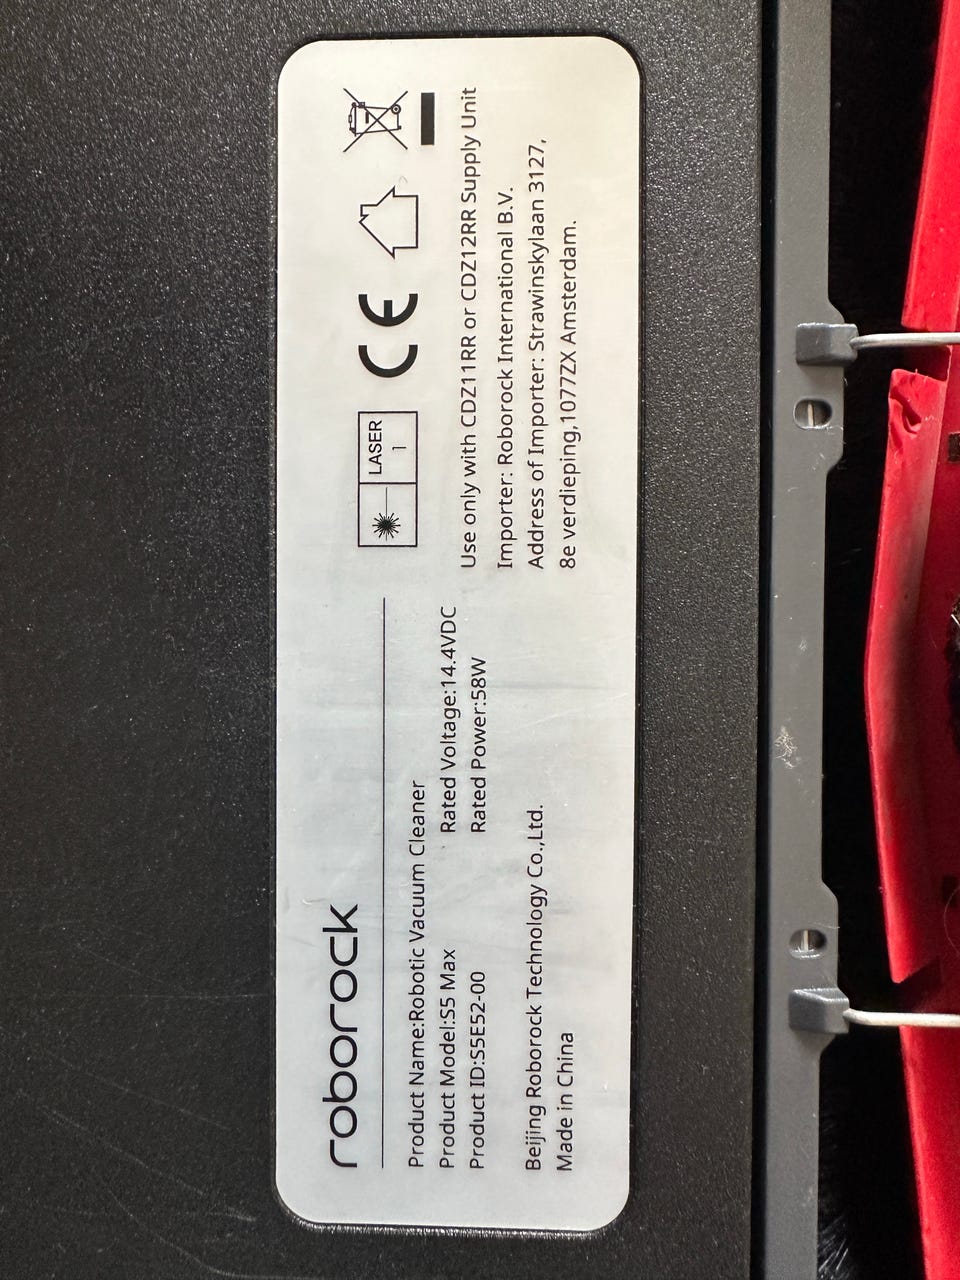 roborock
Product Name:Robotic Vacuum Cleaner
Product Model:S5 Max
Rated Voltage:14.4VDC
Product ID:S5E52-00
Rated Power:58W
Beijing Roborock Technology Co.,Ltd.
Made in China
LASER
1
CE
Use only with CDZ11RR or CDZ12RR Supply Unit
Importer: Roborock International B.V.
Address of Importer: Strawinskylaan 3127,
8e verdieping,1077ZX Amsterdam.